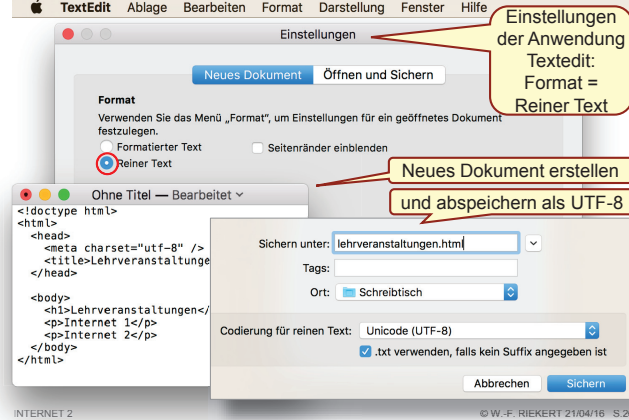 TextEdit Ablage Bearbeiten Format Darstellung Fenster Hilfe
Einstellungen
Einstellungen
der Anwendung
Textedit:
Format =
Reiner Text
Neues Dokument Öffnen und Sichern
Format
Verwenden Sie das Menü „Format“, um Einstellungen für ein geöffnetes Dokument
festzulegen.
Formatierter Text Seitenränder einblenden
Reiner Text
Neues Dokument erstellen
und abspeichern als UTF-8
Ohne Titel — Bearbeitet
<!doctype html>
<html>
<head>
<meta charset="utf-8" />
<title>Lehrveranstaltunge
</head>
<body>
<h1>Lehrveranstaltungen</
<p>Internet 1</p>
<p>Internet 2</p>
</body>
</html>
Sichern unter: lehrveranstaltungen.html
Tags:
Ort: Schreibtisch
Codierung für reinen Text: Unicode (UTF-8)
.txt verwenden, falls kein Suffix angegeben ist
Abbrechen Sichern
INTERNET 2 © W.-F. RIEKERT 21/04/16